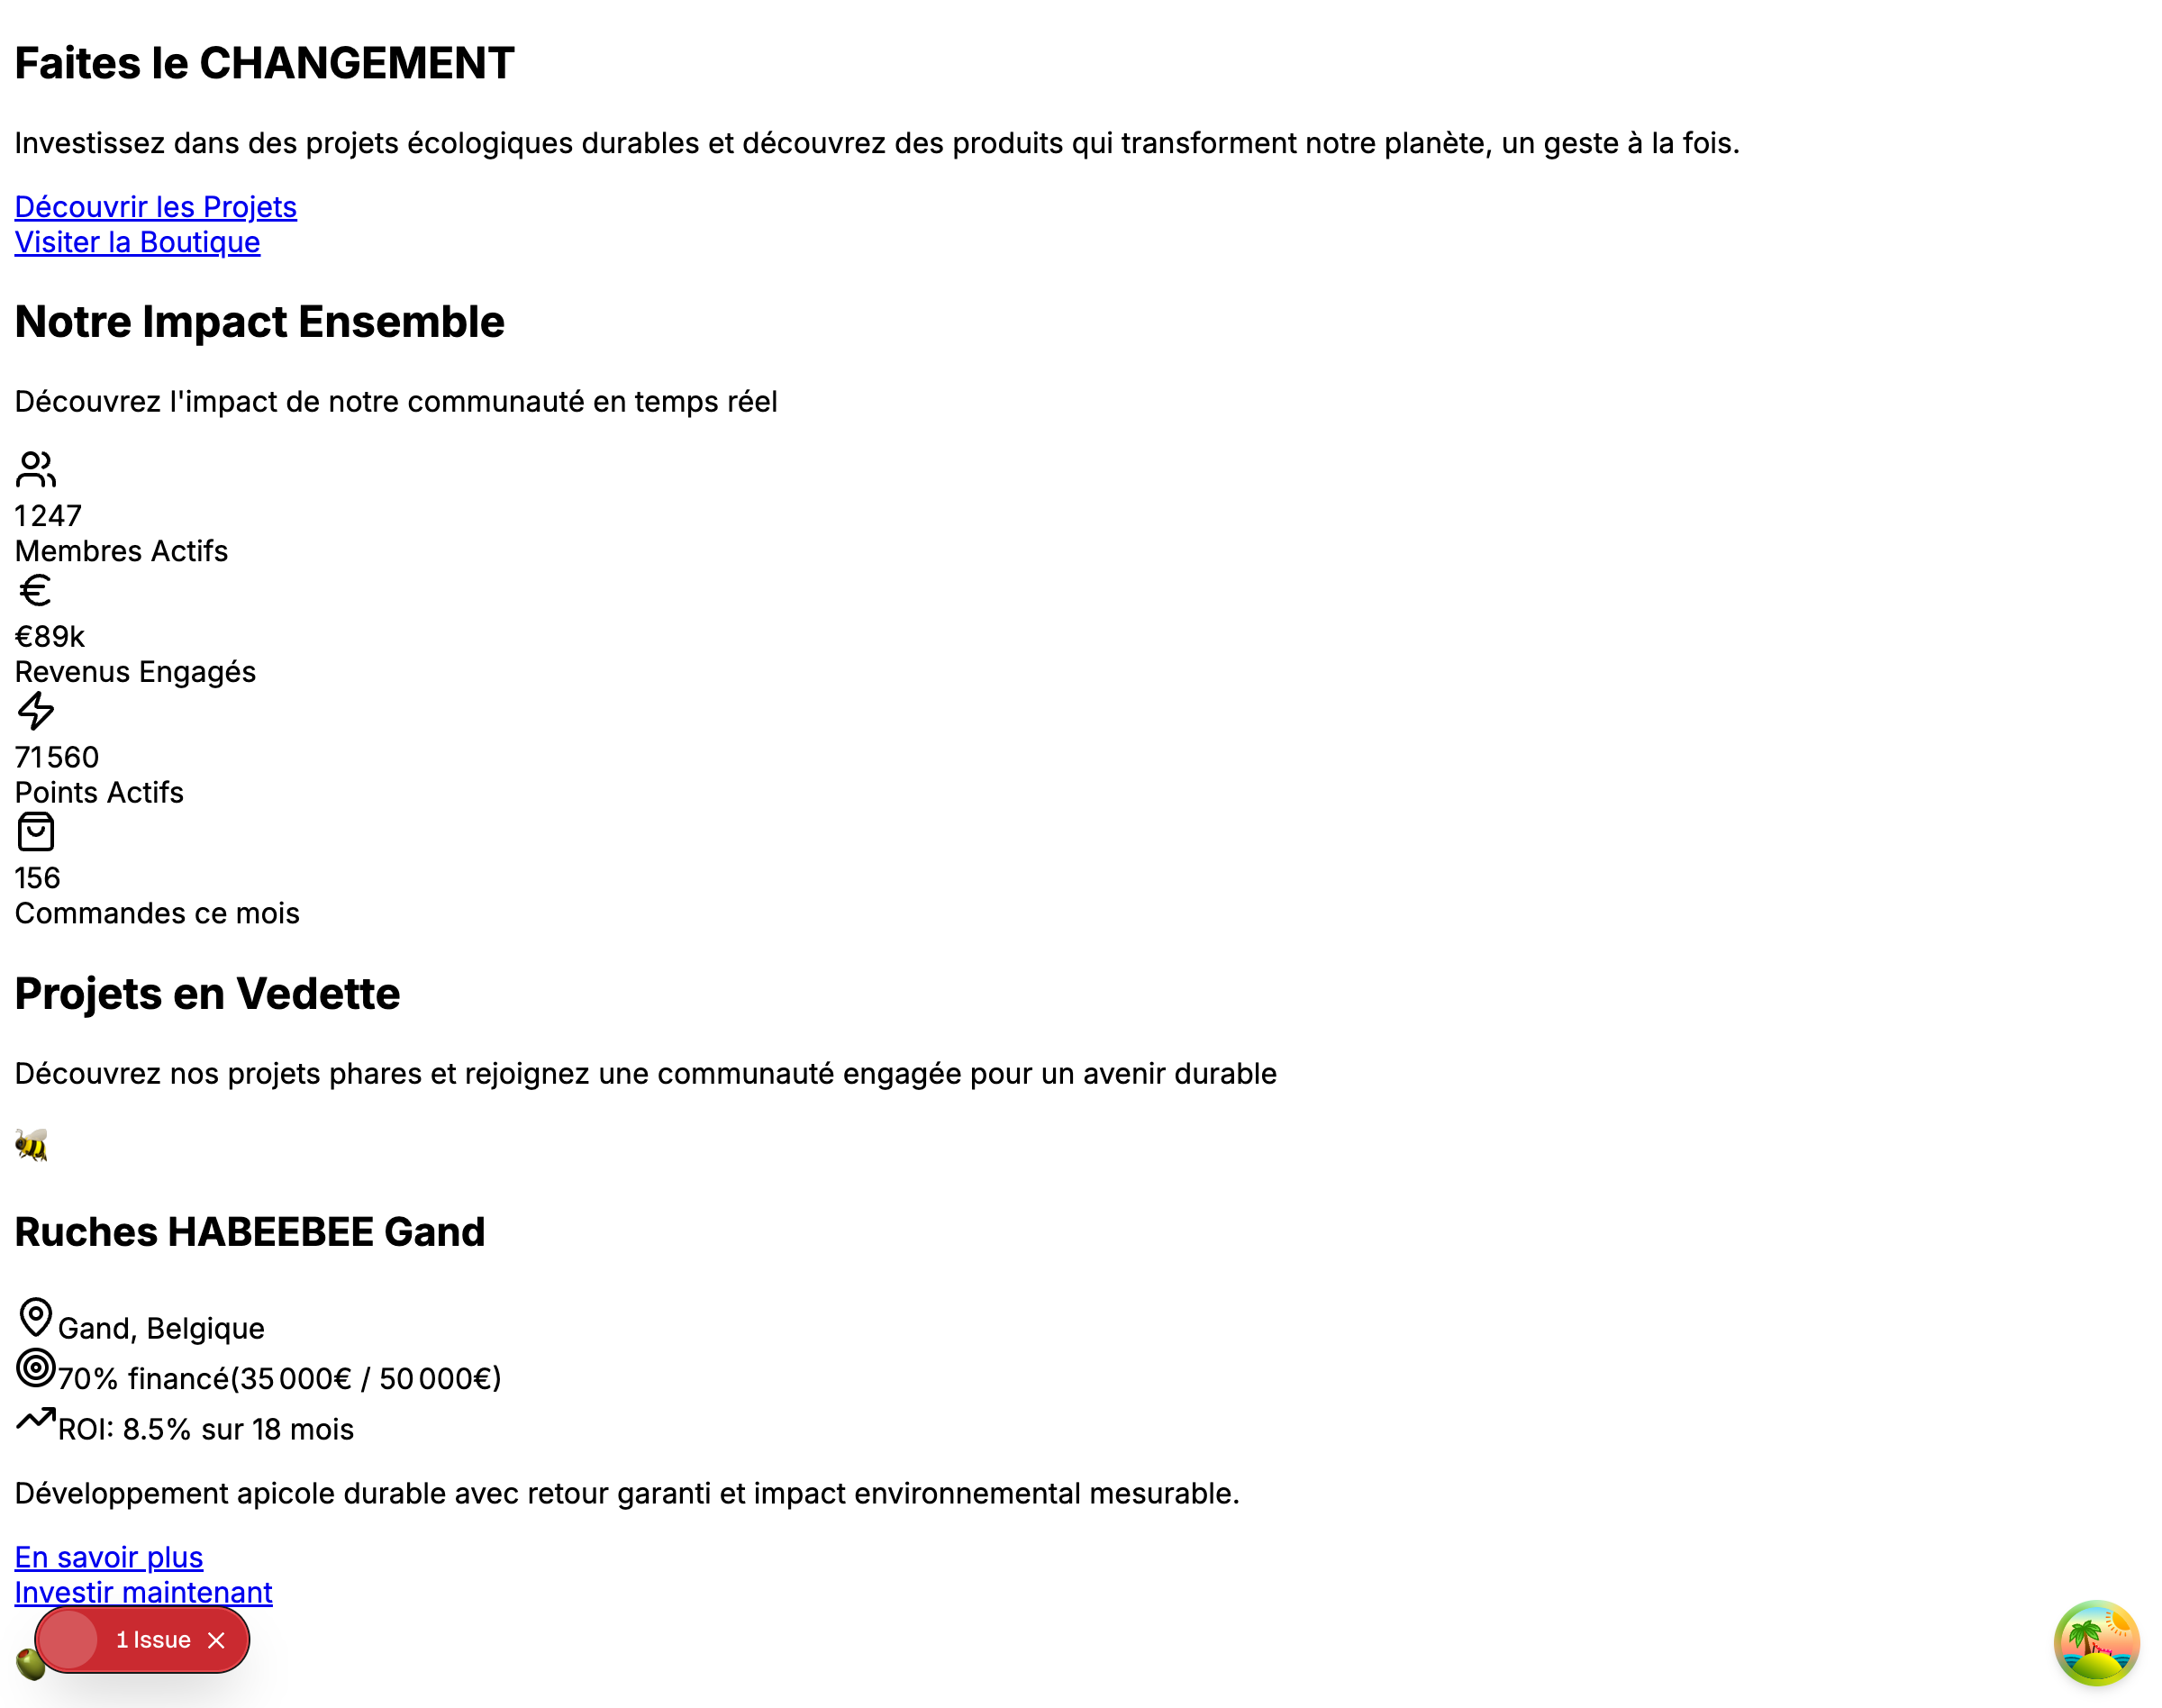 Faites le CHANGEMENT
Investissez dans des projets écologiques durables et découvrez des produits qui transforment notre planète, un geste à la fois.
Découvrir les Projets
Visiter la Boutique
Notre Impact Ensemble
Découvrez l'impact de notre communauté en temps réel
1 247
Membres Actifs
€89k
Revenus Engagés
71 560
Points Actifs
156
Commandes ce mois
Projets en Vedette
Découvrez nos projets phares et rejoignez une communauté engagée pour un avenir durable
Ruches HABEEBEE Gand
Gand, Belgique
70% financé(35 000€ / 50 000€)
ROI: 8.5% sur 18 mois
Développement apicole durable avec retour garanti et impact environnemental mesurable.
En savoir plus
Investir maintenant
1 Issue